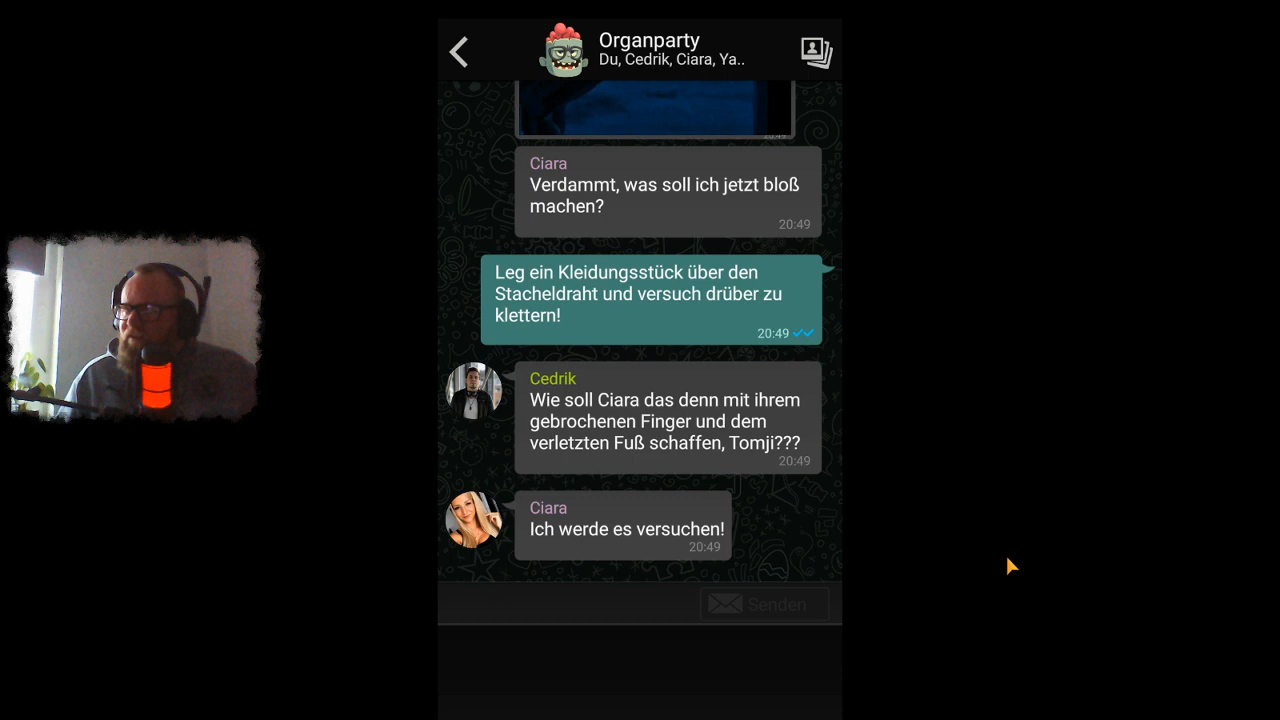 Organparty
Du, Cedrik, Ciara, Ya..
20:49
Ciara
Verdammt, was soll ich jetzt bloß
machen?
20:49
Leg ein Kleidungsstück über den
Stacheldraht und versuch drüber zu
klettern!
20:49
Cedrik
Wie soll Ciara das denn mit ihrem
gebrochenen Finger und dem
verletzten Fuß schaffen, Tomji???
20:49
Ciara
Ich werde es versuchen!
20:49
Senden